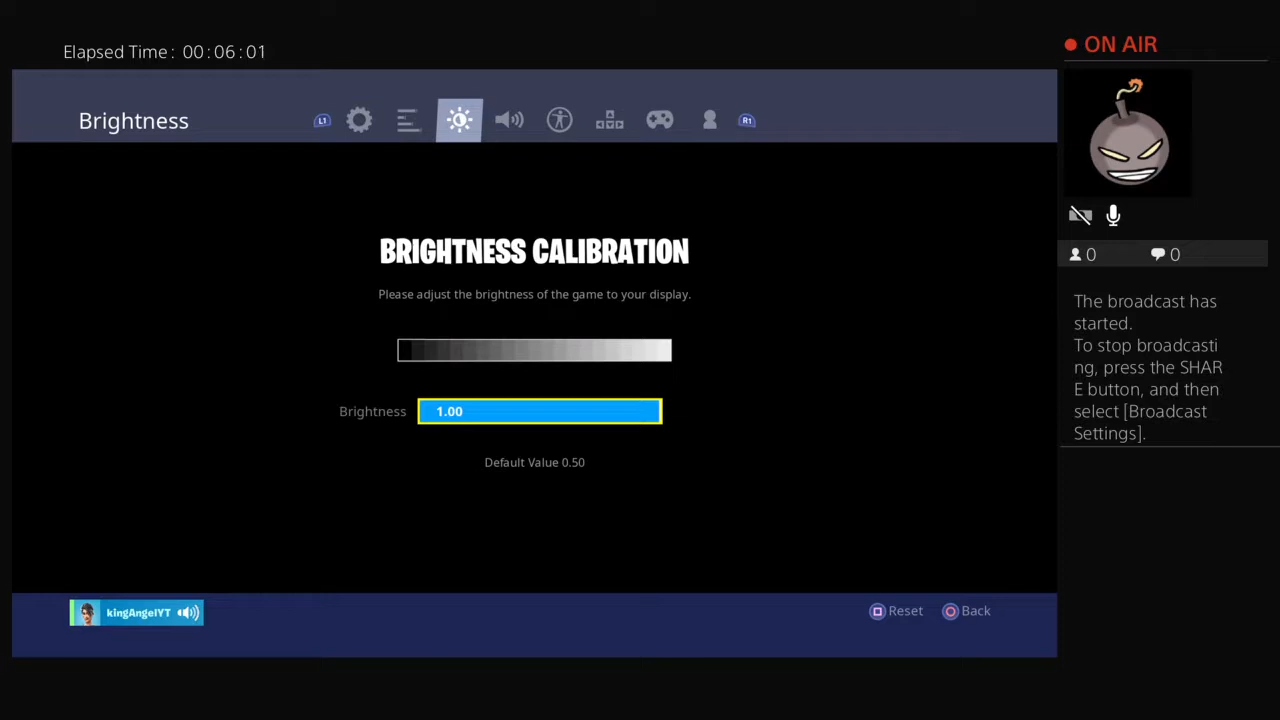 Elapsed Time: 00:06:01
ON AIR
Brightness
L1
R1
BRIGHTNESS CALIBRATION
Please adjust the brightness of the game to your display.
Brightness
1.00
Default Value 0.50
0
0
The broadcast has
started.
To stop broadcasti
ng, press the SHAR
E button, and then
select [Broadcast
Settings].
kingAngelYT
Reset
Back